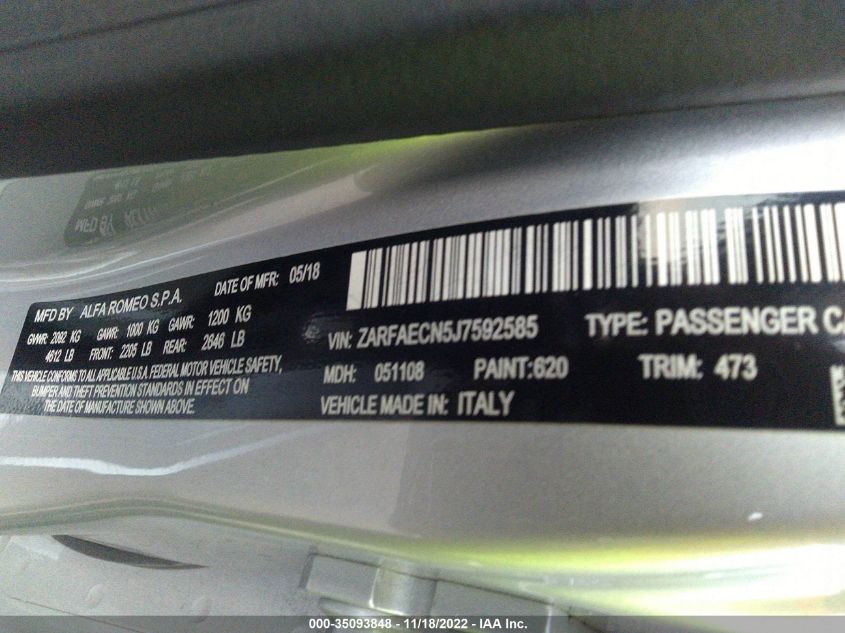 MFD BY ALFA ROMEO S.P.A. DATE OF MFR: 05/18
GVWR: 2092 KG GAWR: 1000 KG GAWR: 1200 KG
4612 LB FRONT: 2205 LB REAR: 2646 LB
THIS VEHICLE CONFORMS TO ALL APPLICABLE U.S.A. FEDERAL MOTOR VEHICLE SAFETY,
BUMPER AND THEFT PREVENTION STANDARDS IN EFFECT ON
THE DATE OF MANUFACTURE SHOWN ABOVE.
VIN: ZARFAECN5J7592585 TYPE: PASSENGER
MDH: 051108 PAINT:620 TRIM: 473
VEHICLE MADE IN: ITALY
000-35093848 - 11/18/2022 - IAA Inc.